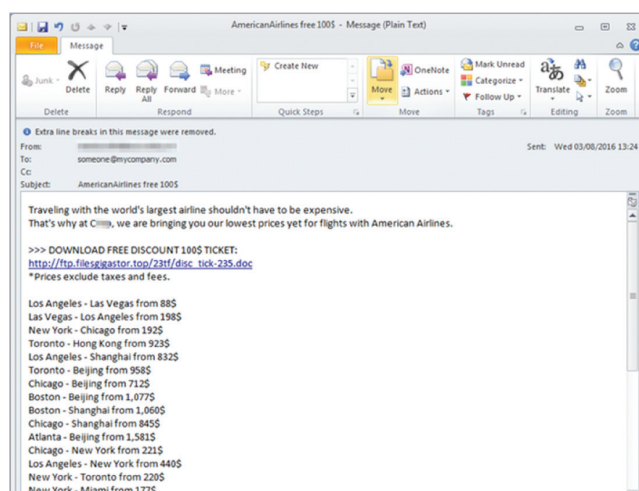 AmericanAirlines free 100$ - Message (Plain Text)
File Message
Junk Delete Reply Reply All Forward Meeting More Create New Move OneNote Actions Mark Unread Categorize Follow Up Translate Zoom
Delete Respond Quick Steps Move Tags Editing Zoom
Extra line breaks in this message were removed.
From: Sent: Wed 03/08/2016 13:24
To: someone@mycompany.com
Cc:
Subject: AmericanAirlines free 100$
Traveling with the world's largest airline shouldn't have to be expensive.
That's why at we are bringing you our lowest prices yet for flights with American Airlines.
>>> DOWNLOAD FREE DISCOUNT 100$ TICKET:
http://ftp.filesgigastor.top/23tf/disc_tick-235.doc
*Prices exclude taxes and fees.
Los Angeles - Las Vegas from 88$
Las Vegas - Los Angeles from 198$
New York - Chicago from 192$
Toronto - Hong Kong from 923$
Los Angeles - Shanghai from 832$
Toronto - Beijing from 958$
Chicago - Beijing from 712$
Boston - Beijing from 1,077$
Boston - Shanghai from 1,060$
Chicago - Shanghai from 845$
Atlanta - Beijing from 1,581$
Chicago - New York from 221$
Los Angeles - New York from 440$
New York - Toronto from 220$
New York - Miami from 177$